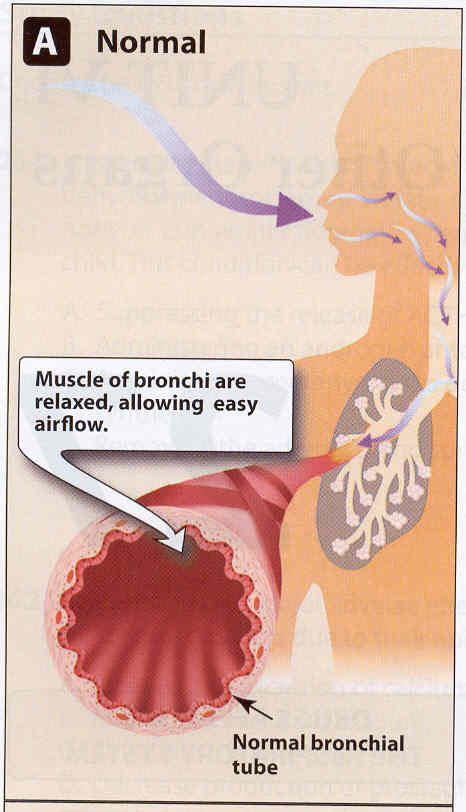 A Normal
Muscle of bronchi are
relaxed, allowing easy
airflow.
Normal bronchial
tube